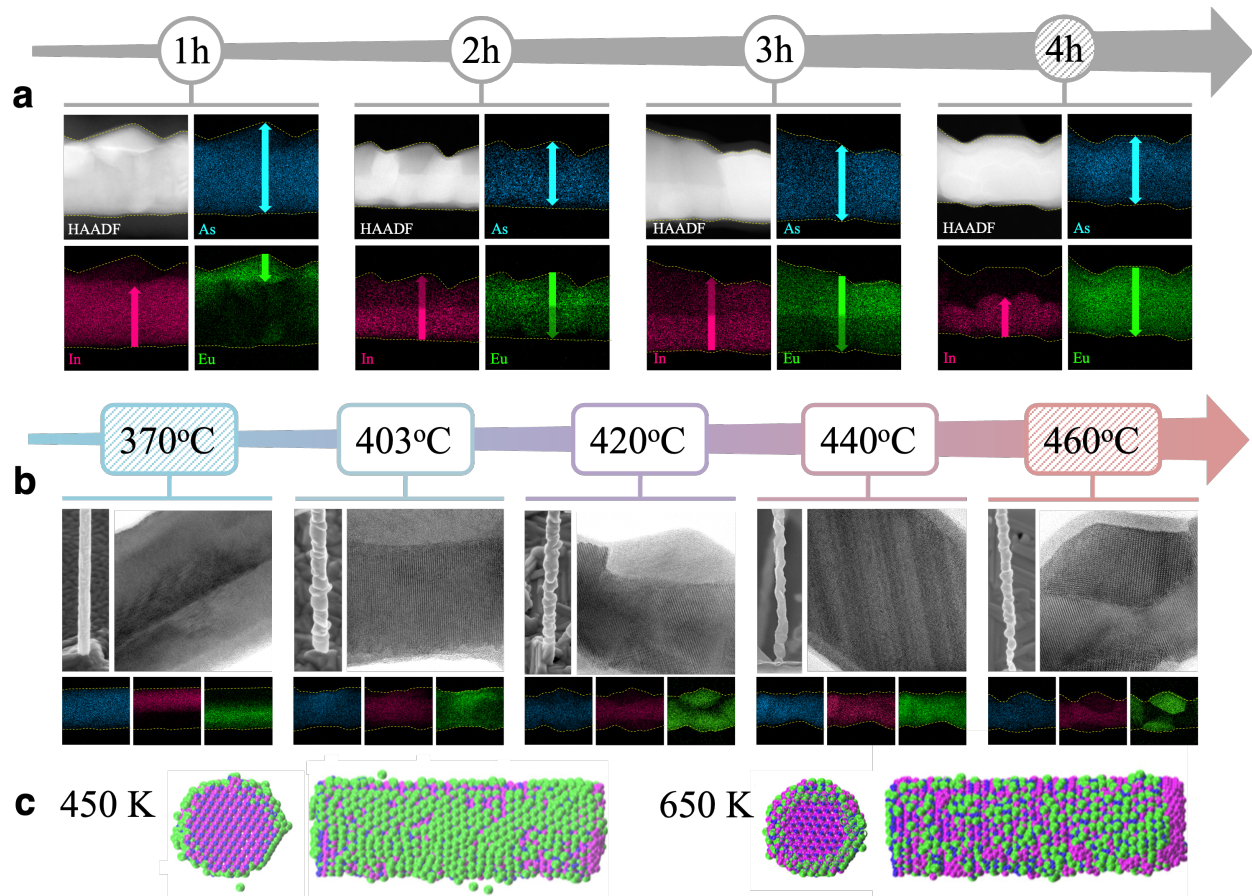 1h 2h 3h 4h
a
HAADF As HAADF As HAADF As HAADF As
In Eu In Eu In Eu In Eu
370°C 403°C 420°C 440°C 460°C
b
c 450 K 650 K